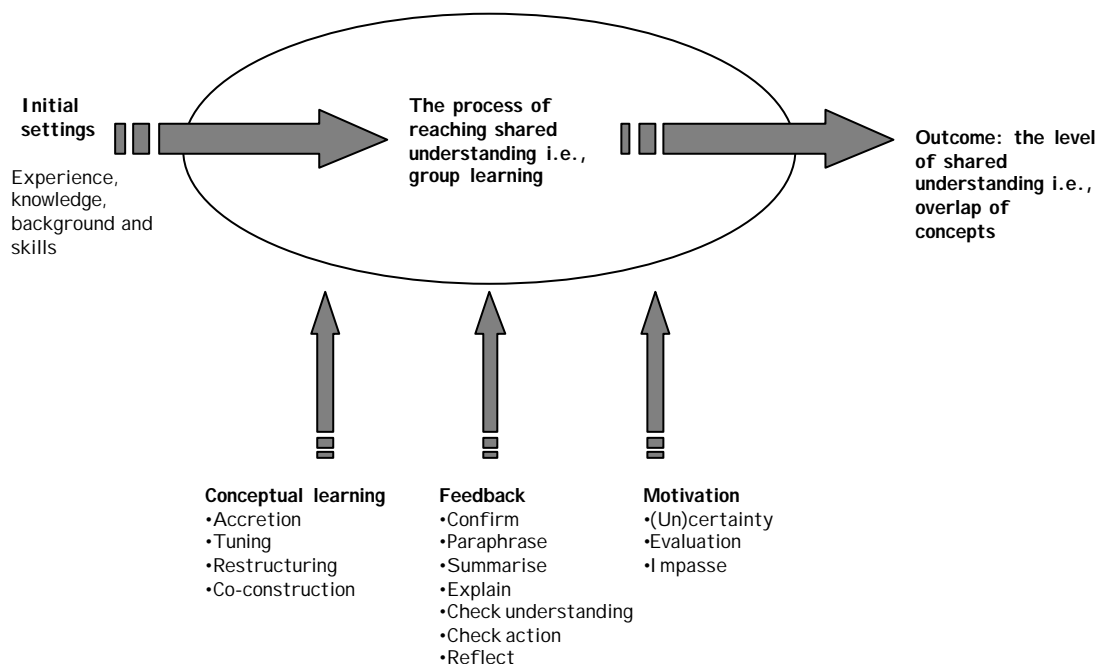 Initial
settings
Experience,
knowledge,
background and
skills
The process of
reaching shared
understanding i.e.,
group learning
Outcome: the level
of shared
understanding i.e.,
overlap of
concepts
Conceptual learning
•Accretion
•Tuning
•Restructuring
•Co-construction
Feedback
•Confirm
•Paraphrase
•Summarise
•Explain
•Check understanding
•Check action
•Reflect
Motivation
•(Un)certainty
•Evaluation
•Impasse